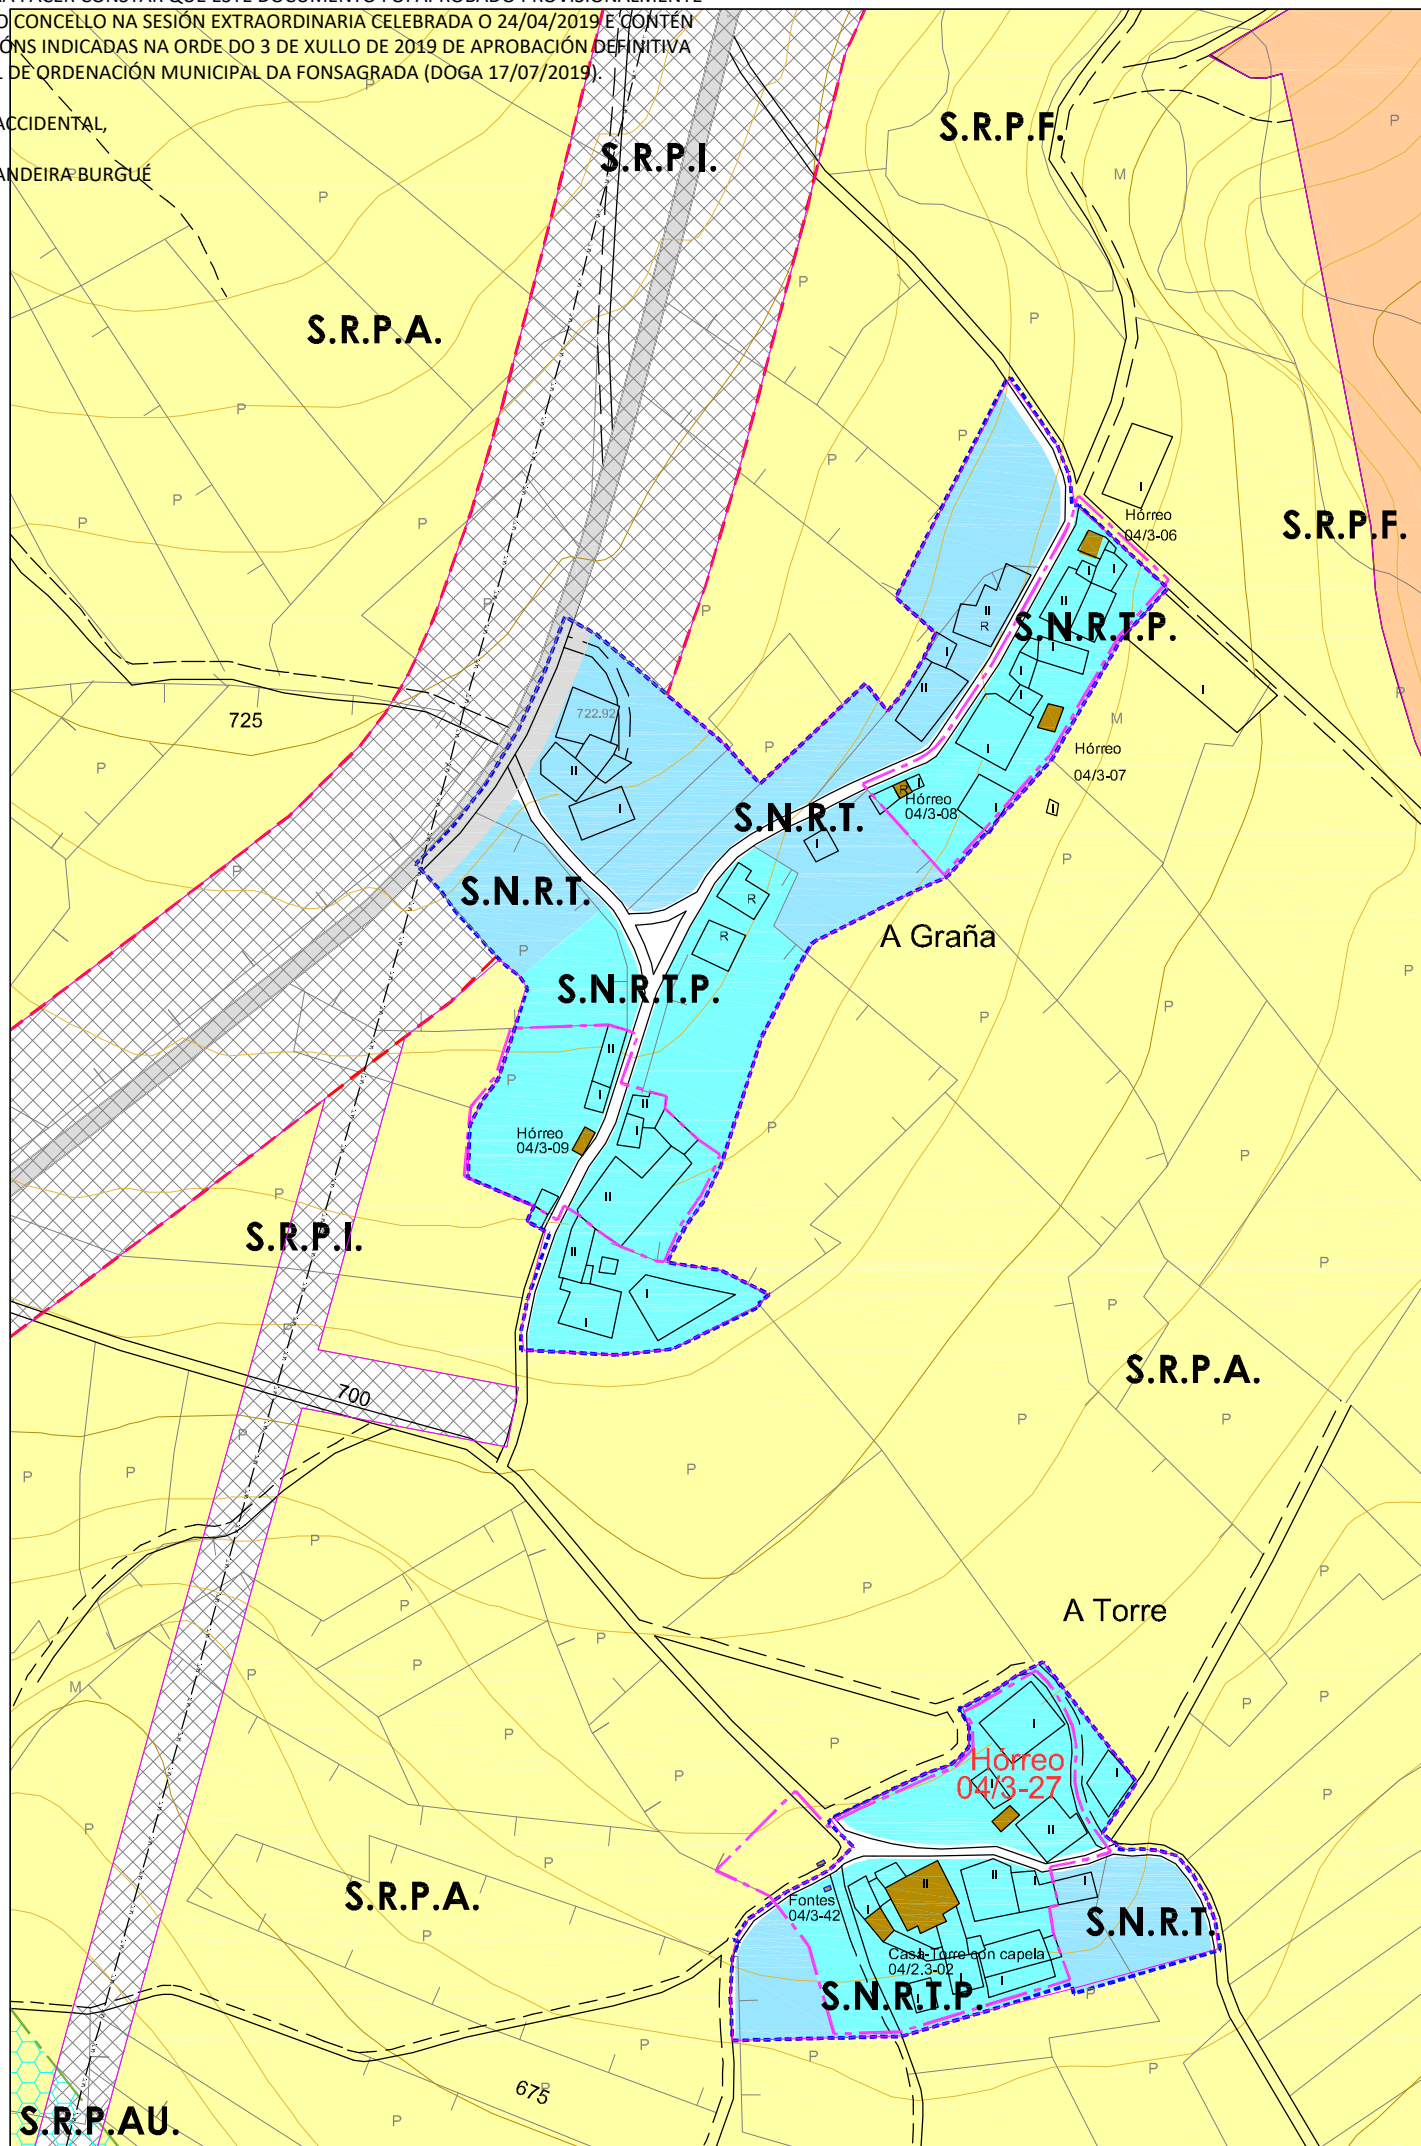 CONCELLO NA SESIÓN EXTRAORDINARIA CELEBRADA O 24/04/2019 E CONTÉN
INDICADAS NA ORDE DO 3 DE XULLO DE 2019 DE APROBACIÓN DEFINITIVA
DE ORDENACIÓN MUNICIPAL DA FONSAGRADA (DOGA 17/07/2019).
ACCIDENTAL,
BURGUÉ
S.R.P.F.
S.R.P.I.
S.R.P.A.
S.R.P.F.
Hórreo
04/3-06
S.N.R.T.P.
725
722.92
Hórreo
04/3-07
Hórreo
04/3-08
S.N.R.T.
S.N.R.T.
A Graña
S.N.R.T.P.
Hórreo
04/3-09
S.R.P.I.
S.R.P.A.
700
A Torre
Hórreo
04/3-27
S.R.P.A.
Fontes
04/3-42
S.N.R.T.
Casa-Torre con capela
04/2.3-02
S.N.R.T.P.
675
S.R.P.AU.